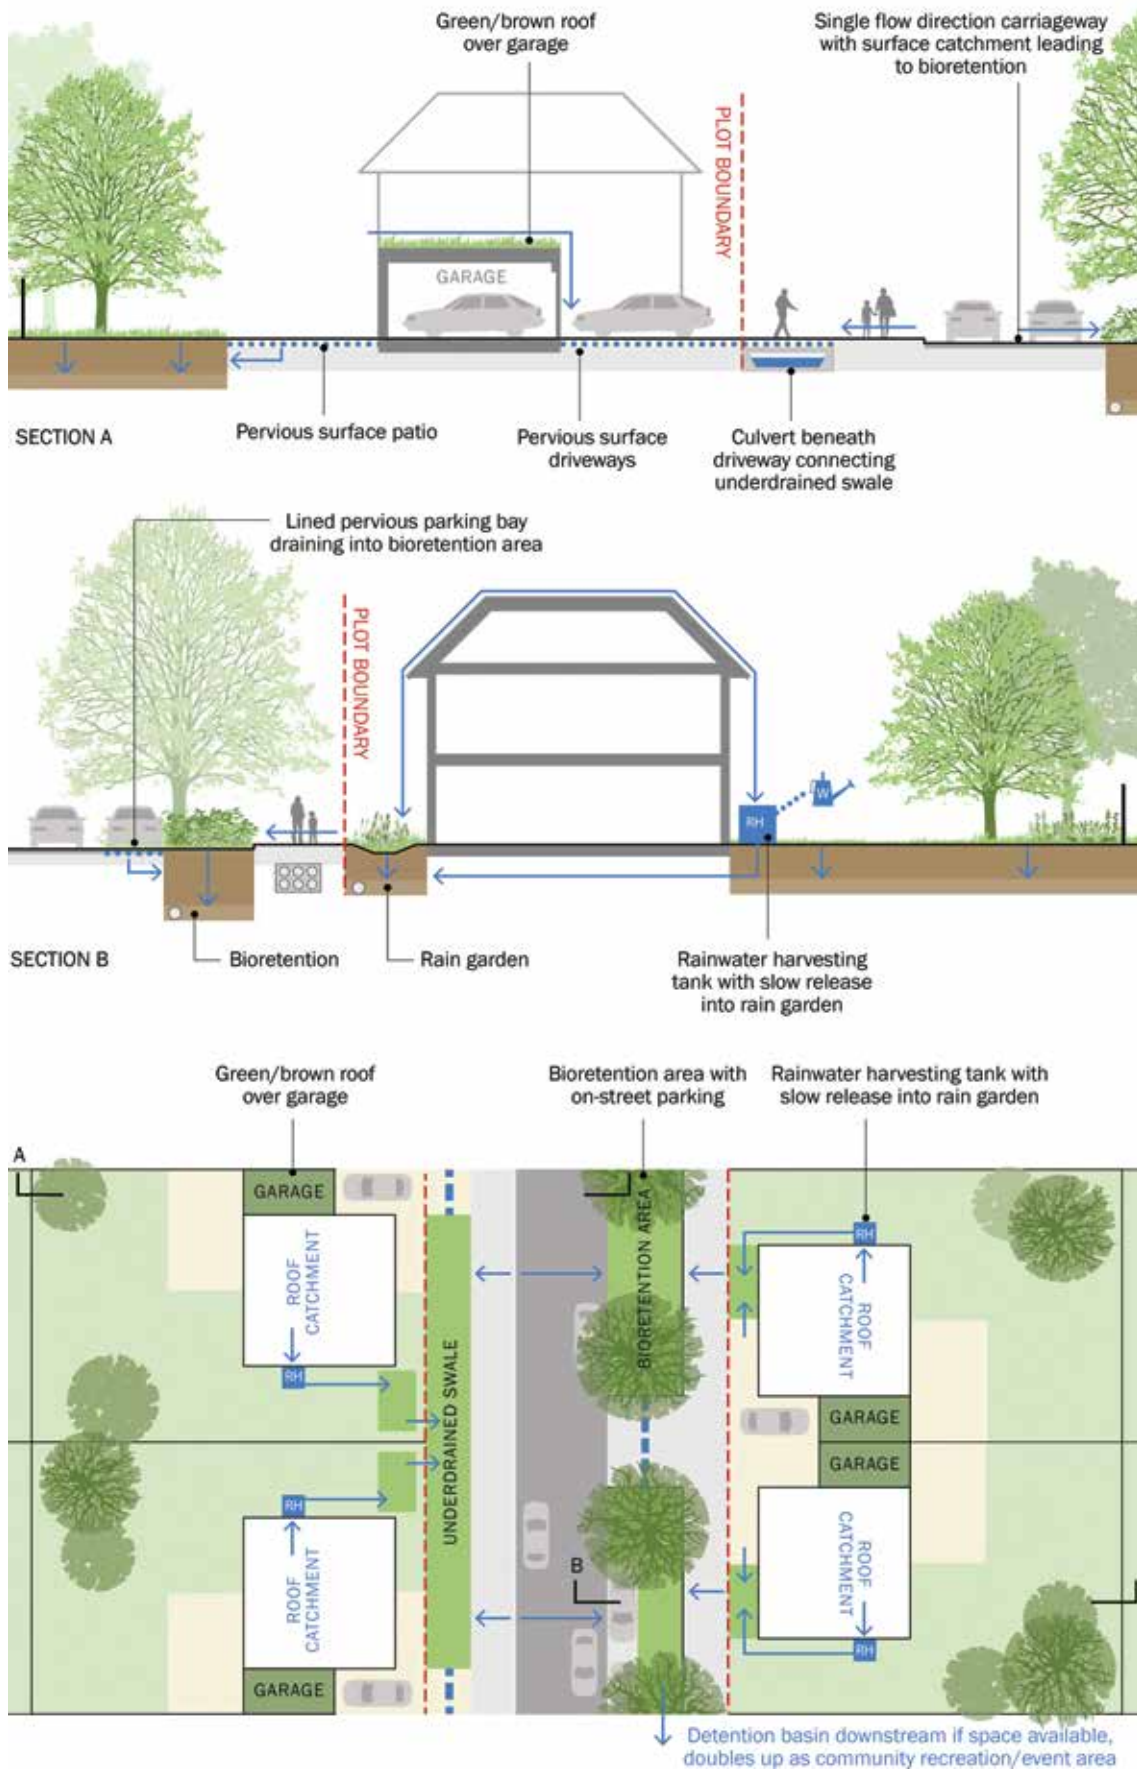 Green/brown roof
over garage
Single flow direction carriageway
with surface catchment leading
to bioretention
PLOT BOUNDARY
GARAGE
SECTION A
Pervious surface patio
Pervious surface
driveways
Culvert beneath
driveway connecting
underdrained swale
Lined pervious parking bay
draining into bioretention area
PLOT BOUNDARY
W
RH
SECTION B
Bioretention
Rain garden
Rainwater harvesting
tank with slow release
into rain garden
Green/brown roof
over garage
Bioretention area with
on-street parking
Rainwater harvesting tank with
slow release into rain garden
A
GARAGE
ROOF
CATCHMENT
RH
UNDERDRAINED SWALE
BIORETENTION AREA
RH
ROOF
CATCHMENT
GARAGE
GARAGE
RH
ROOF
CATCHMENT
GARAGE
B
ROOF
CATCHMENT
RH
Detention basin downstream if space available,
doubles up as community recreation/event area